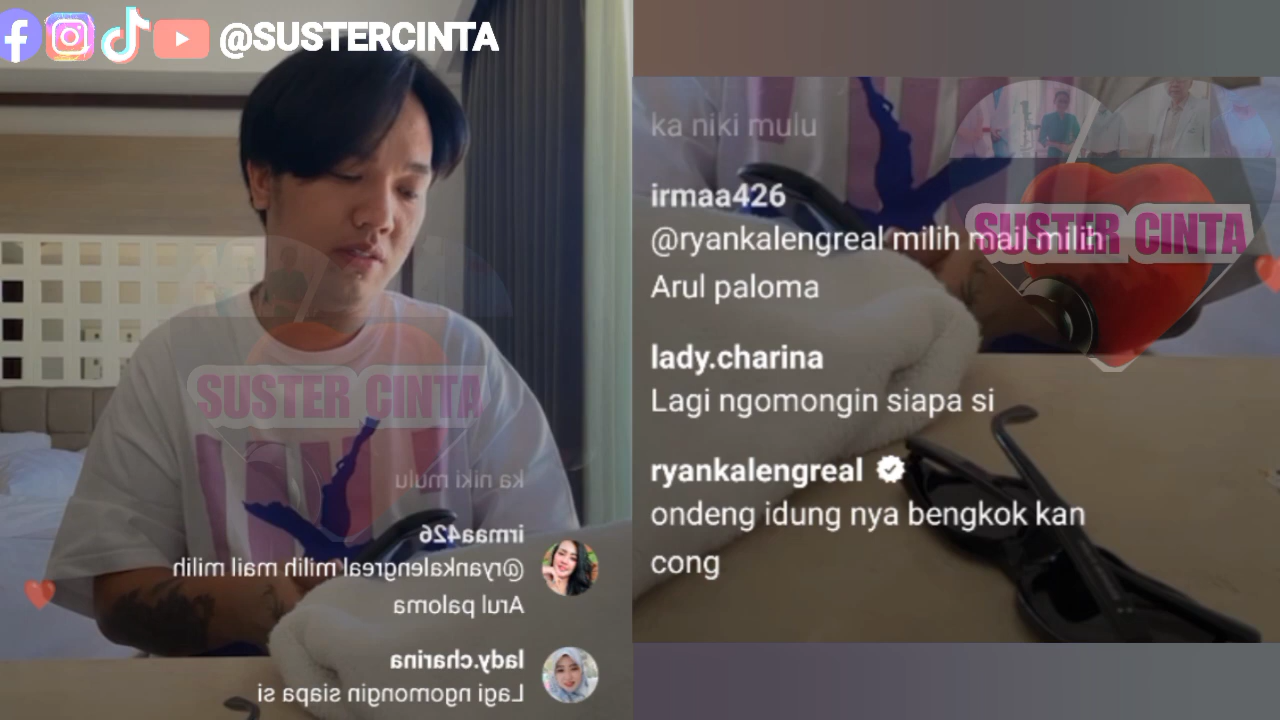 @SUSTERCINTA
SUSTER CINTA
ka niki mulu
irmaa426
@ryankalengreal milih mail milih
Arul paloma
lady.charina
Lagi ngomongin siapa si
ka niki mulu
irmaa426
@ryankalengreal milih mail milih
Arul paloma
SUSTER CINTA
lady.charina
Lagi ngomongin siapa si
ryankalengreal
ondeng idung nya bengkok kan
cong